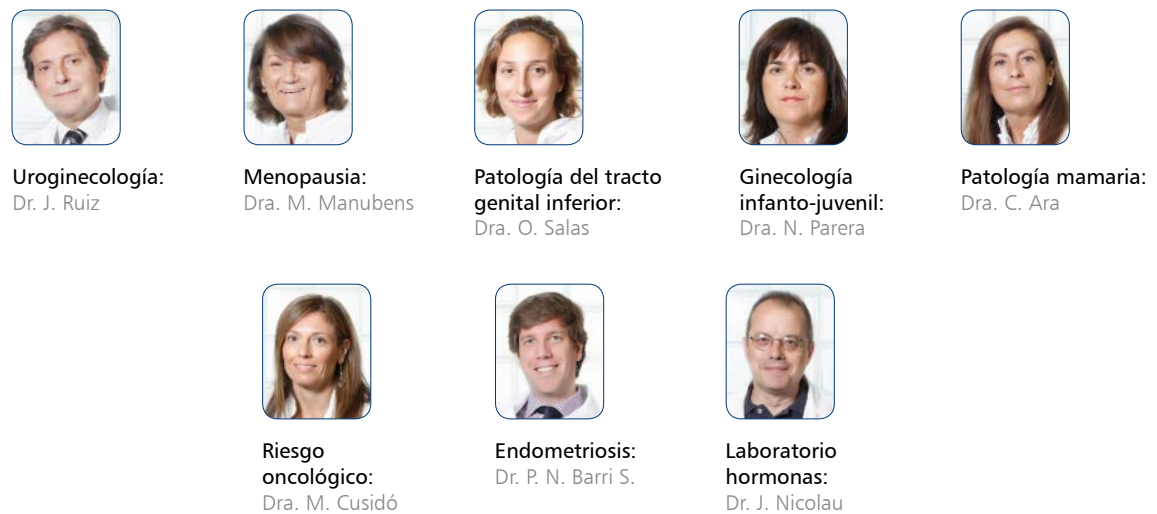 Uroginecología:
Dr. J. Ruiz
Menopausia:
Dra. M. Manubens
Patología del tracto
genital inferior:
Dra. O. Salas
Ginecología
infanto-juvenil:
Dra. N. Parera
Patología mamaria:
Dra. C. Ara
Riesgo
oncológico:
Dra. M. Cusidó
Endometriosis:
Dr. P. N. Barri S.
Laboratorio
hormonas:
Dr. J. Nicolau